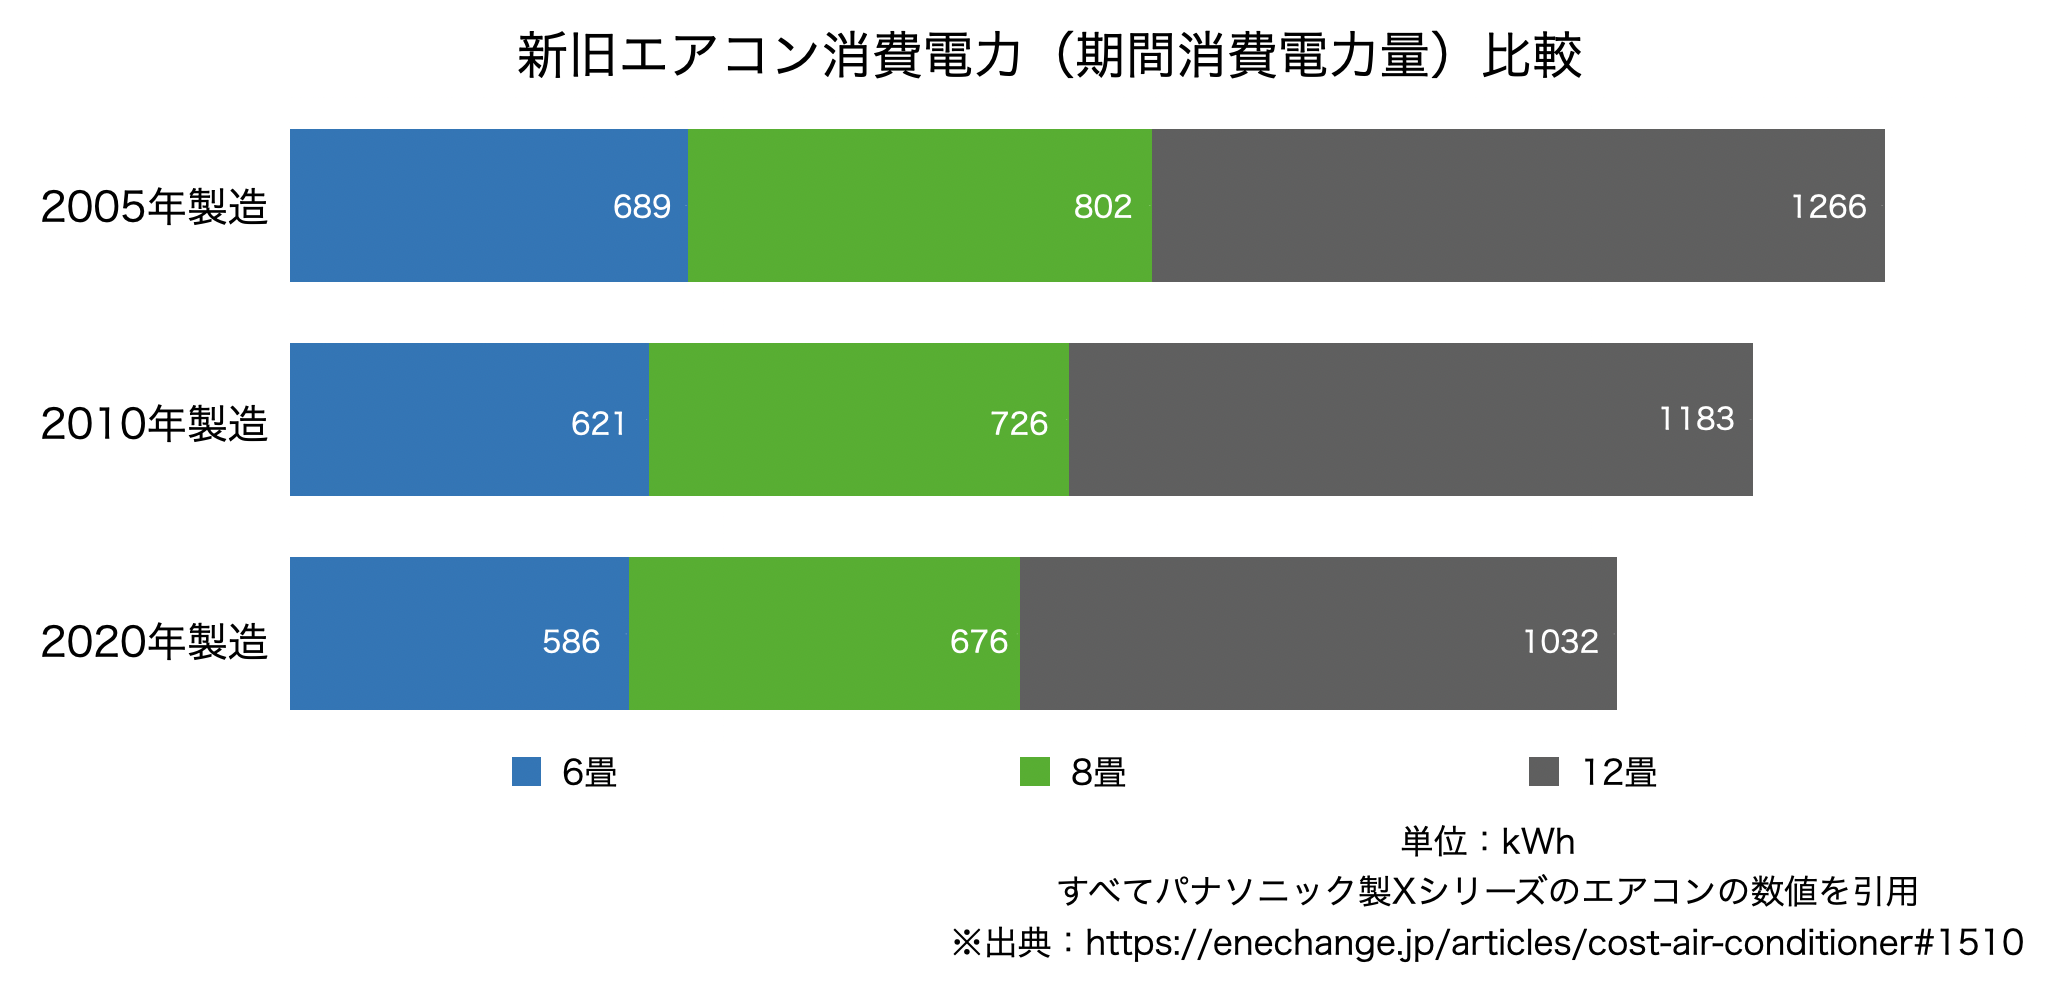 新旧エアコン消費電力（期間消費電力量）比較
2005年製造
689
802
1266
2010年製造
621
726
1183
2020年製造
586
676
1032
6畳
8畳
12畳
単位：kWh
すべてパナソニック製Xシリーズのエアコンの数値を引用
※出典：https://enechange.jp/articles/cost-air-conditioner#1510